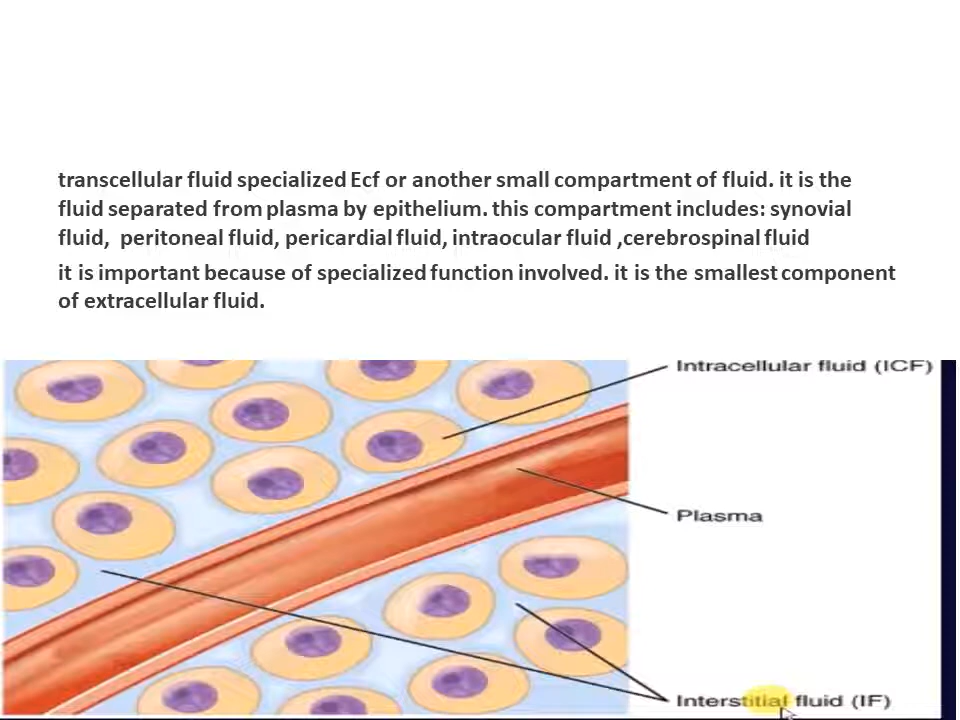 transcellular fluid specialized Ecf or another small compartment of fluid. it is the
fluid separated from plasma by epithelium. this compartment includes: synovial
fluid,  peritoneal fluid, pericardial fluid, intraocular fluid ,cerebrospinal fluid
it is important because of specialized function involved. it is the smallest component
of extracellular fluid.
Intracellular fluid (ICF)
Plasma
Interstitial fluid (IF)